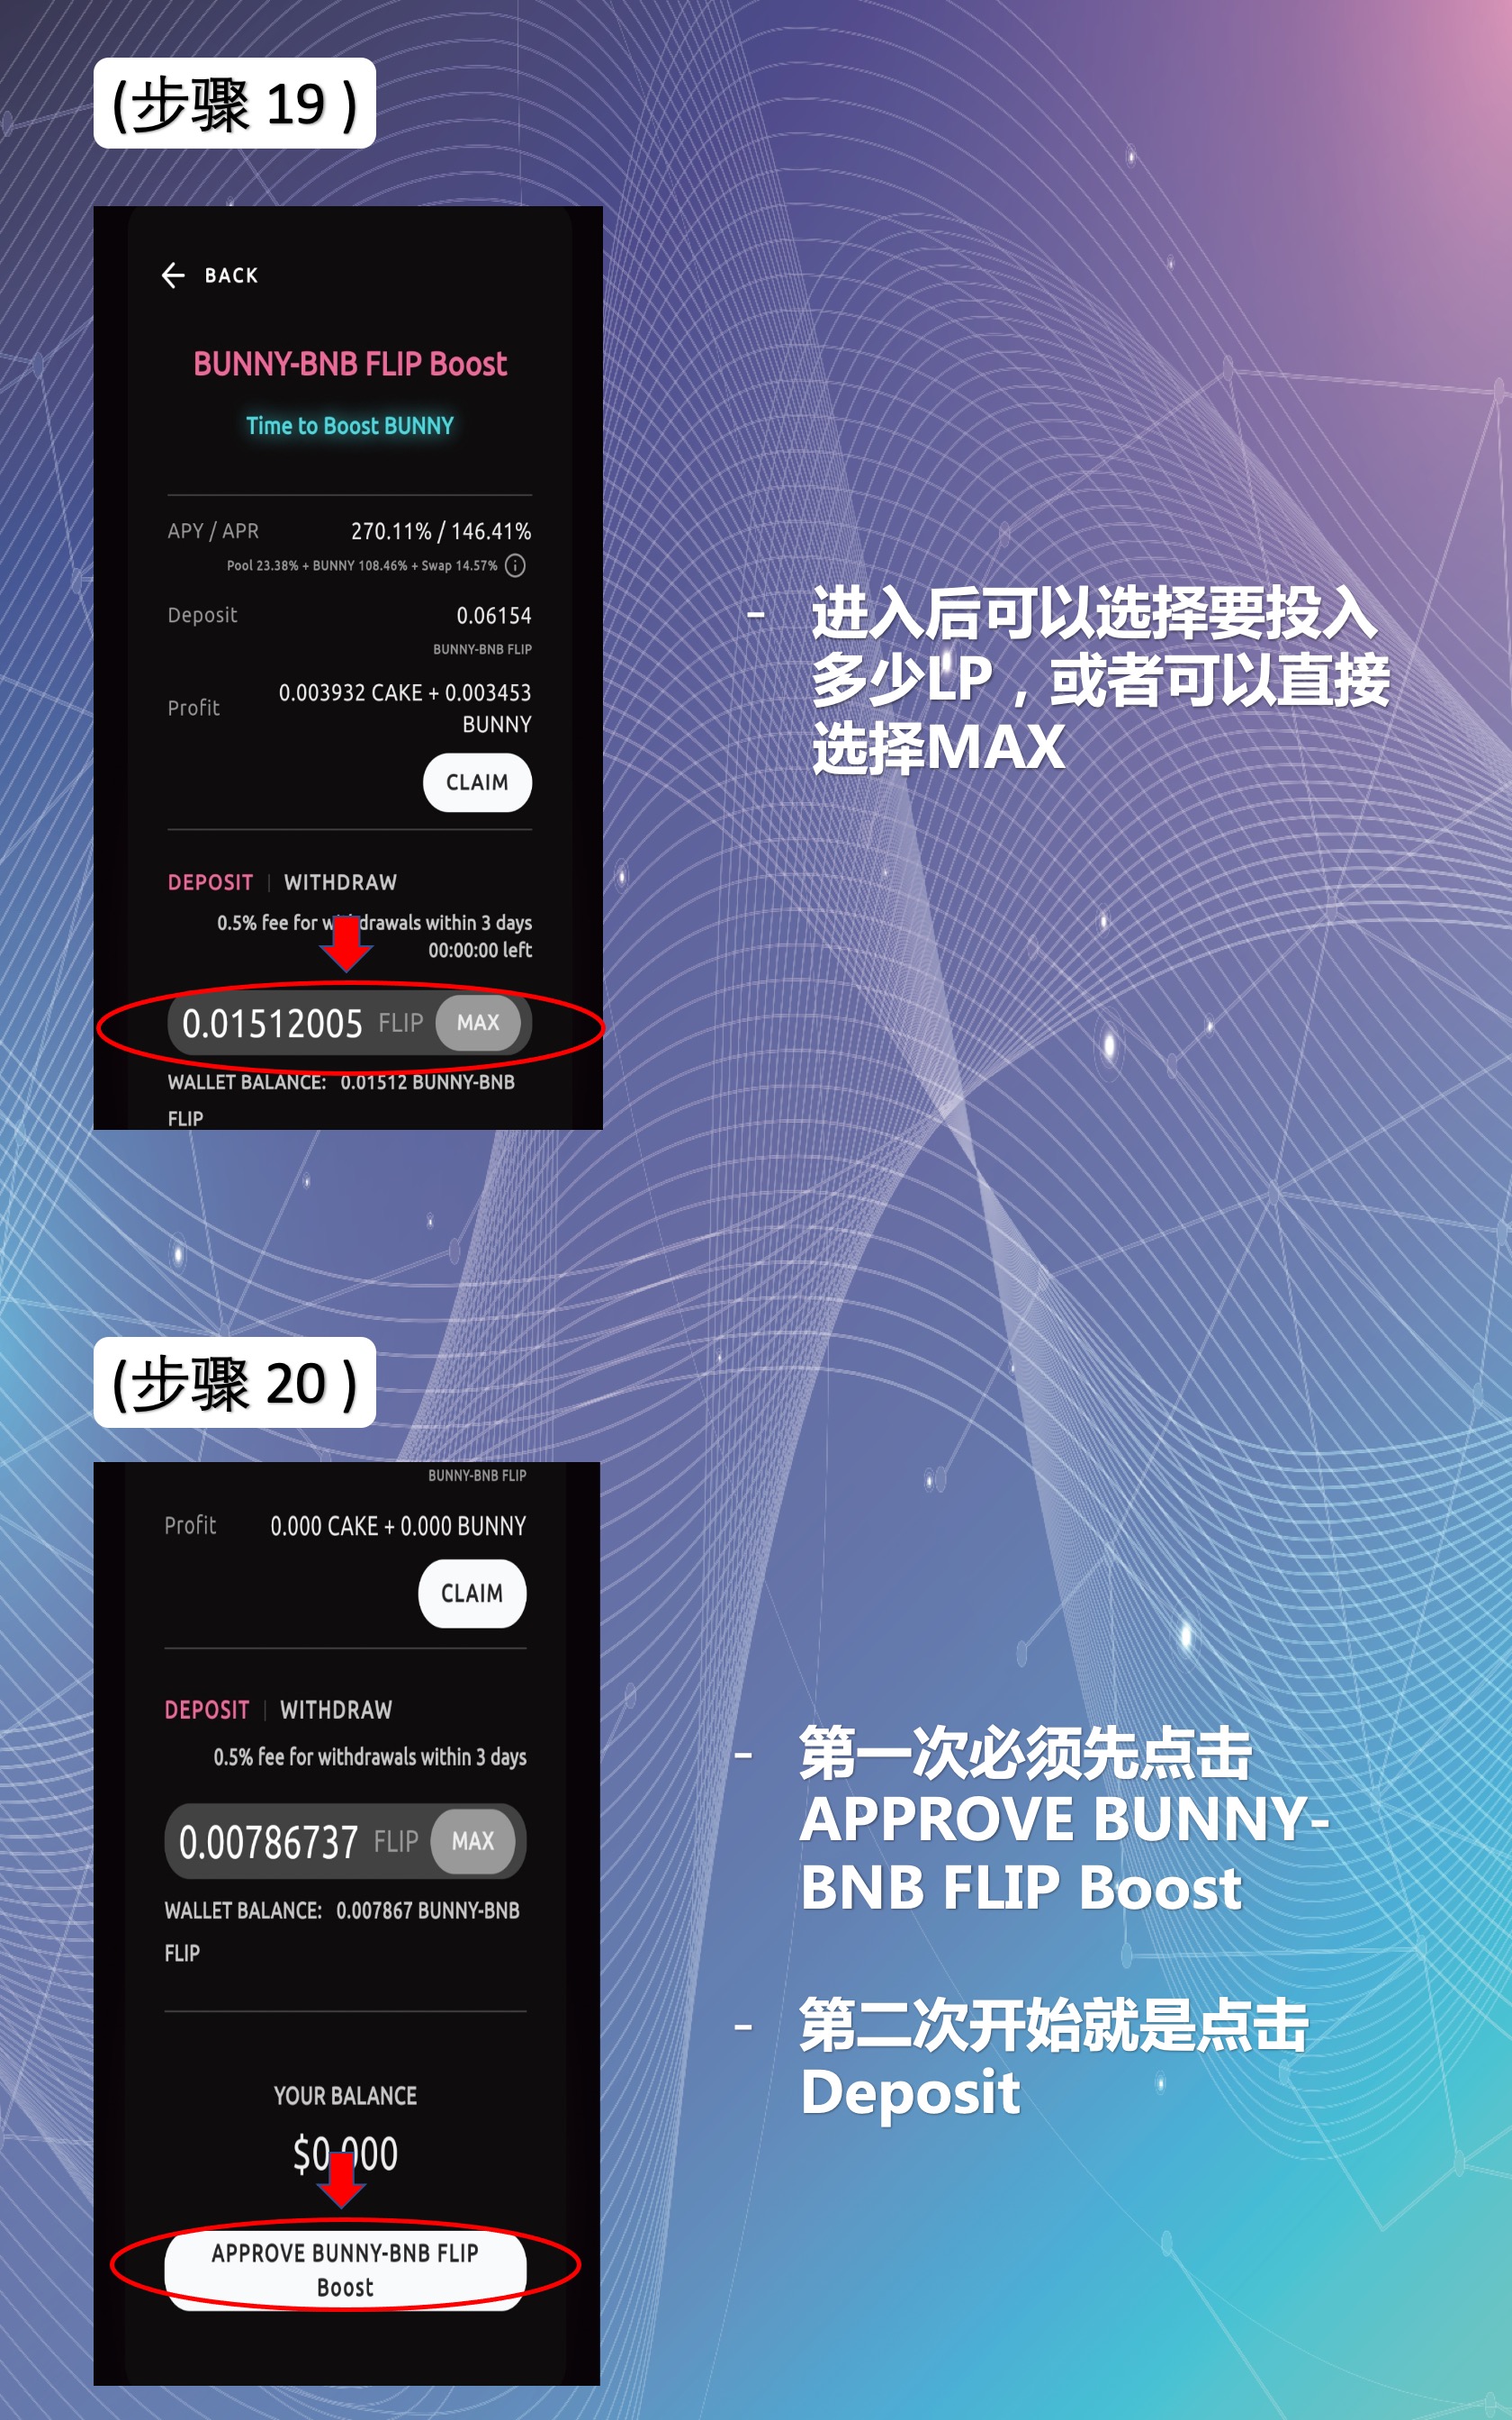 (步骤 19 )
BACK
BUNNY-BNB FLIP Boost
Time to Boost BUNNY
APY / APR 270.11% / 146.41%
Pool 23.38% + BUNNY 108.46% + Swap 14.57%
Deposit 0.06154
BUNNY-BNB FLIP
Profit 0.003932 CAKE + 0.003453
BUNNY
CLAIM
DEPOSIT | WITHDRAW
0.5% fee for withdrawals within 3 days
00:00:00 left
0.01512005 FLIP MAX
WALLET BALANCE: 0.01512 BUNNY-BNB
FLIP
- 进入后可以选择要投入
多少LP，或者可以直接
选择MAX
(步骤 20 )
BUNNY-BNB FLIP
Profit 0.000 CAKE + 0.000 BUNNY
CLAIM
DEPOSIT | WITHDRAW
0.5% fee for withdrawals within 3 days
0.00786737 FLIP MAX
WALLET BALANCE: 0.007867 BUNNY-BNB
FLIP
YOUR BALANCE
$0.000
APPROVE BUNNY-BNB FLIP
Boost
- 第一次必须先点击
APPROVE BUNNY-
BNB FLIP Boost
- 第二次开始就是点击
Deposit